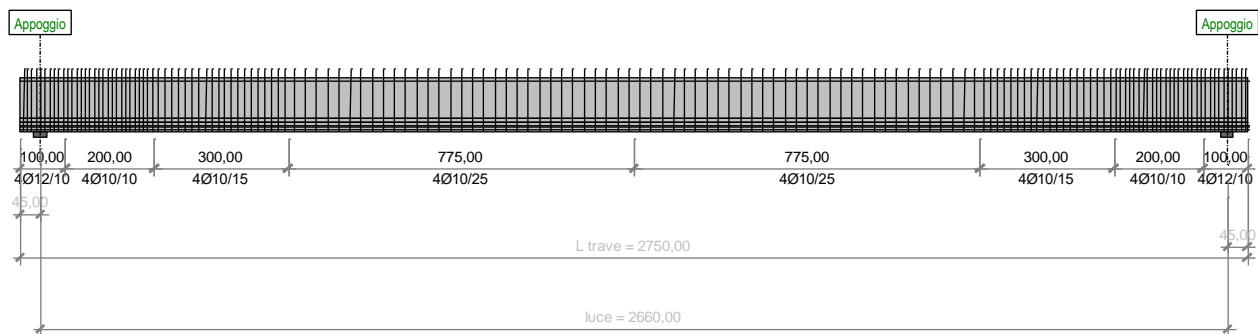 Appoggio Appoggio
100,00 200,00 300,00 775,00 775,00 300,00 200,00 100,00
4Ø12/10 4Ø10/10 4Ø10/15 4Ø10/25 4Ø10/25 4Ø10/15 4Ø10/10 4Ø12/10
45,00
45,00
L trave = 2750,00
luce = 2660,00